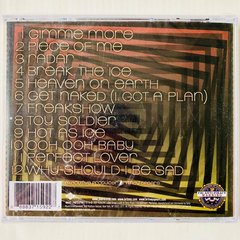 1 GIMME MORE
2 PIECE OF ME
3 RADAR
4 BREAK THE ICE
5 HEAVEN ON EARTH
6 GET NAKED (I GOT A PLAN)
7 FREAKSHOW
8 TOY SOLDIER
9 HOT AS ICE
10 OOH OOH BABY
11 PERFECT LOVER
12 WHY SHOULD I BE SAD